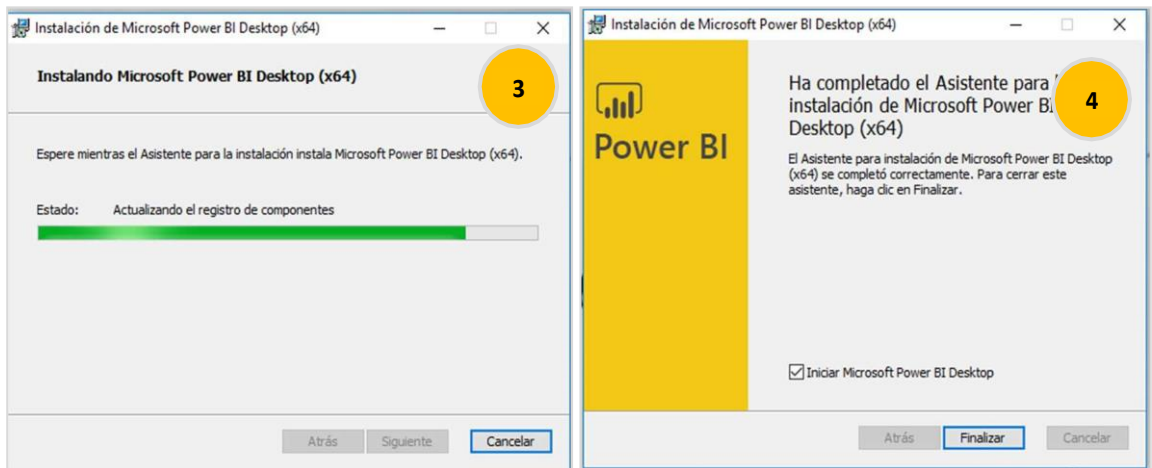 Instalación de Microsoft Power BI Desktop (x64)
Instalando Microsoft Power BI Desktop (x64)
3
Espere mientras el Asistente para la instalación instala Microsoft Power BI Desktop (x64).
Estado: Actualizando el registro de componentes
Atrás Siguiente Cancelar
Instalación de Microsoft Power BI Desktop (x64)
Power BI
Ha completado el Asistente para
instalación de Microsoft Power BI
Desktop (x64)
4
El Asistente para instalación de Microsoft Power BI Desktop
(x64) se completó correctamente. Para cerrar este
asistente, haga clic en Finalizar.
Iniciar Microsoft Power BI Desktop
Atrás Finalizar Cancelar